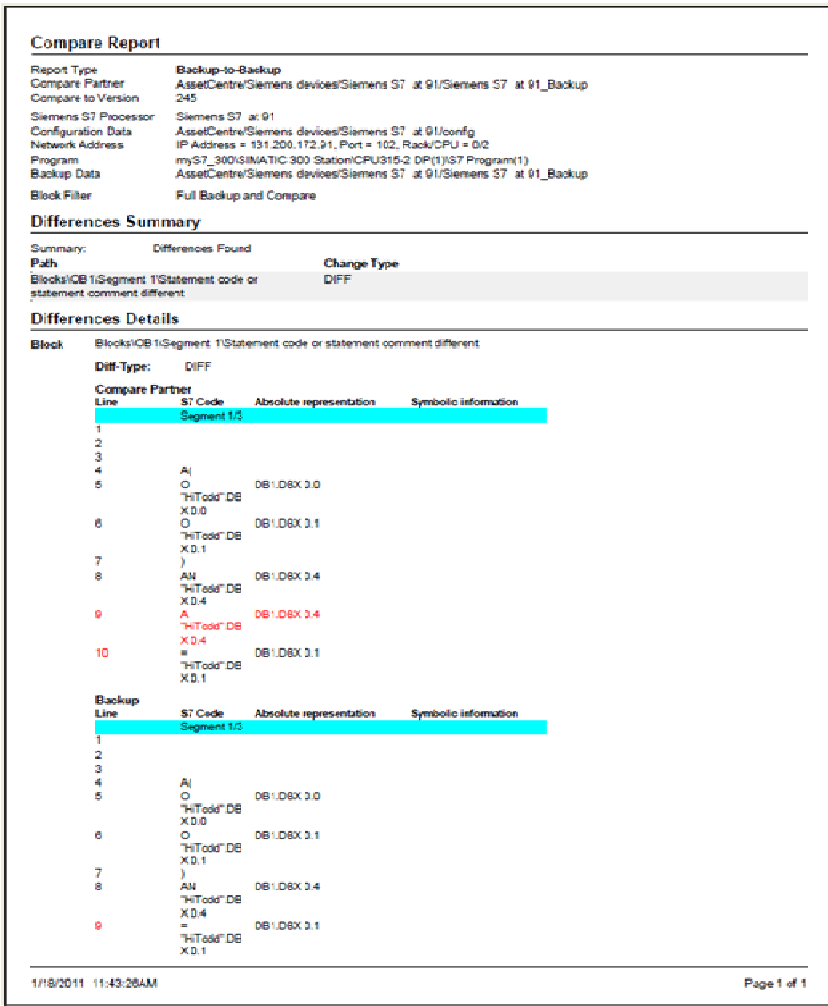 Compare Report
Report Type Backup-to-Backup
Compare Partner AssetCentre/Siemens devices/Siemens S7 at 91/Siemens S7 at 91_Backup
Compare to Version 245
Siemens S7 Processor Siemens S7 at 91
Configuration Data AssetCentre/Siemens devices/Siemens S7 at 91/config
Network Address IP Address = 131.200.172.91, Port = 102, Rack/CPU = 0/2
Program myS7_300\SIMATIC 300 Station\CPU315-2 DP(1)\S7 Program(1)
Backup Data AssetCentre/Siemens devices/Siemens S7 at 91/Siemens S7 at 91_Backup
Block Filter Full Backup and Compare
Differences Summary
Summary: Differences Found
Path Change Type
Blocks\OB1\Segment 1\Statement code or DIFF
statement comment different
Differences Details
Block Blocks\OB1\Segment 1\Statement code or statement comment different
Diff-Type: DIFF
Compare Partner
Line S7 Code Absolute representation Symbolic information
Segment 1/3
1
2
3
4 A(
5 O DB1.DBX 0.0
"HiTodd".DB
X 0.0
6 O DB1.DBX 0.1
"HiTodd".DB
X 0.1
7 )
8 AN DB1.DBX 0.4
"HiTodd".DB
X 0.4
9 A DB1.DBX 0.4
"HiTodd".DB
X 0.4
10 = DB1.DBX 0.1
"HiTodd".DB
X 0.1
Backup
Line S7 Code Absolute representation Symbolic information
Segment 1/3
1
2
3
4 A(
5 O DB1.DBX 0.0
"HiTodd".DB
X 0.0
6 O DB1.DBX 0.1
"HiTodd".DB
X 0.1
7 )
8 AN DB1.DBX 0.4
"HiTodd".DB
X 0.4
9 = DB1.DBX 0.1
"HiTodd".DB
X 0.1
1/18/2011 11:43:26AM Page 1 of 1